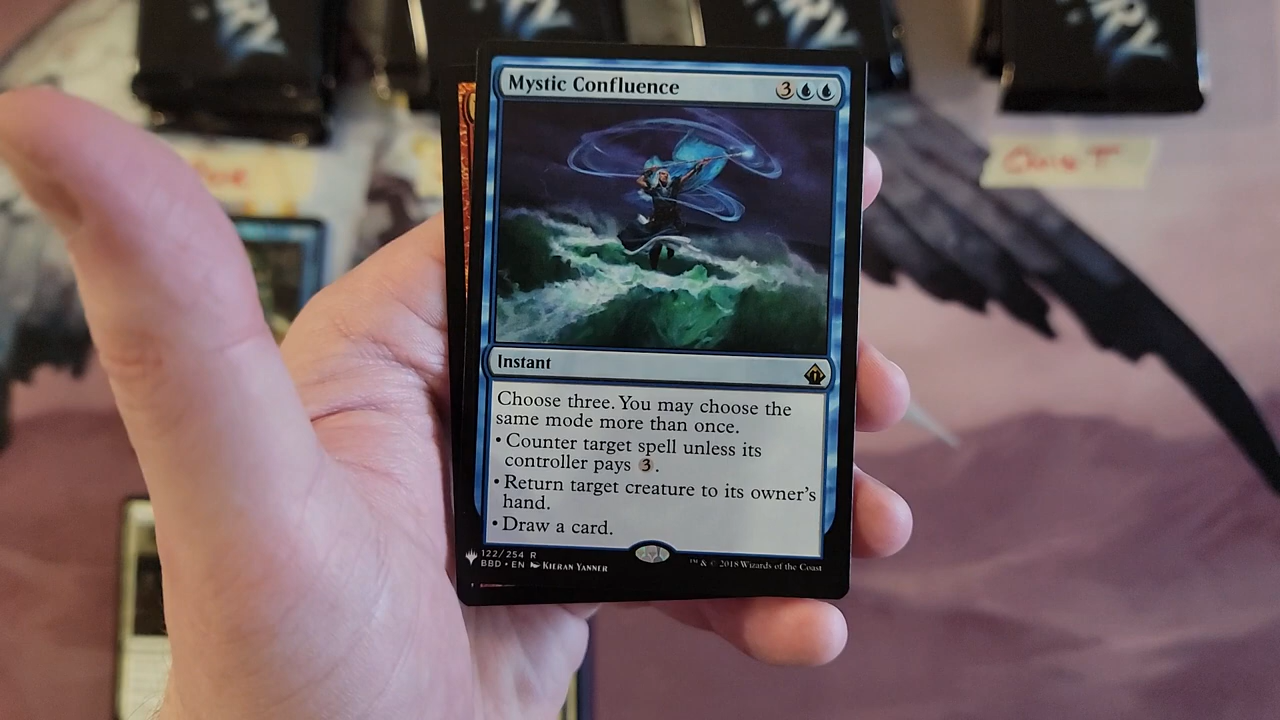 Mystic Confluence 3
Instant
Choose three. You may choose the
same mode more than once.
• Counter target spell unless its
controller pays 3.
• Return target creature to its owner's
hand.
• Draw a card.
122/254 R
BBD • EN KIERAN YANNER
™ & © 2018 Wizards of the Coast